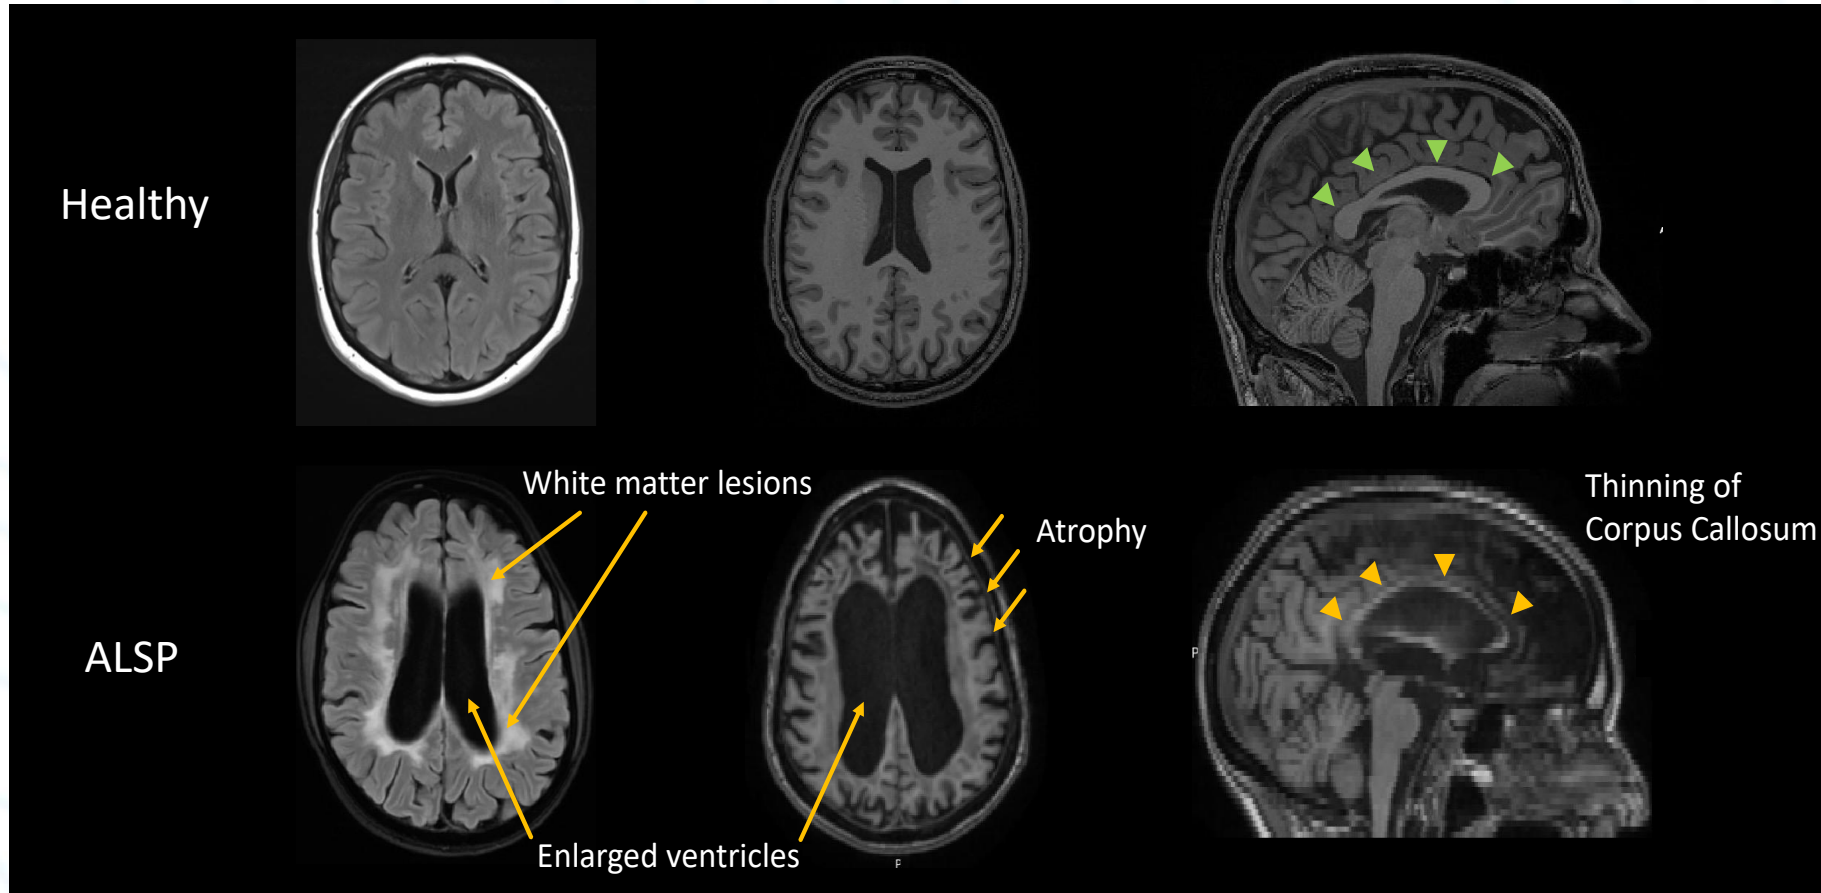 Healthy
White matter lesions
Atrophy
Thinning of
Corpus Callosum
ALSP
P
Enlarged ventricles
P